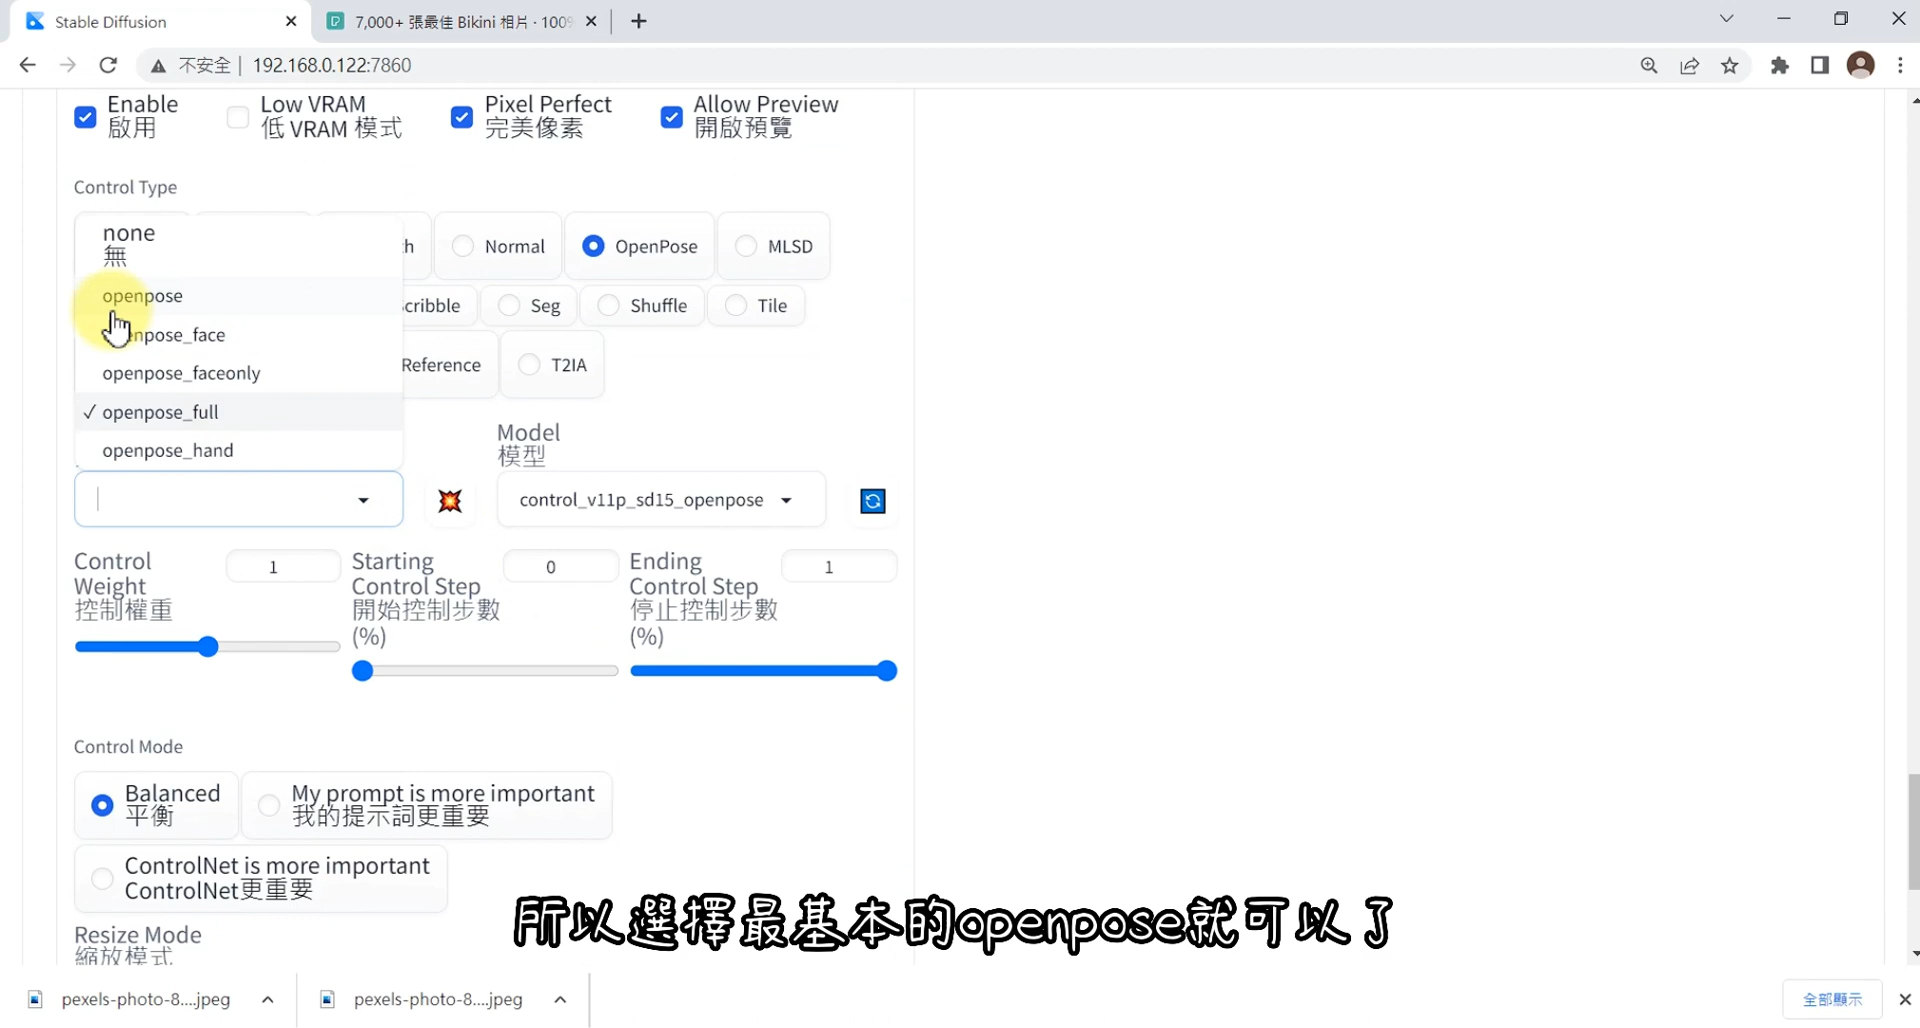 Stable Diffusion
7,000+ 張最佳 Bikini 相片 · 100%
不安全 | 192.168.0.122:7860
Enable
啟用
Low VRAM
低 VRAM 模式
Pixel Perfect
完美像素
Allow Preview
開啟預覽
Control Type
none
無
Normal
OpenPose
MLSD
openpose
Seg
Shuffle
Tile
openpose_faceonly
Reference
T2IA
✓ openpose_full
openpose_hand
Model
模型
control_v11p_sd15_openpose
Control
Weight
控制權重
1
Starting
Control Step
開始控制步數
(%)
0
Ending
Control Step
停止控制步數
(%)
1
Control Mode
Balanced
平衡
My prompt is more important
我的提示詞更重要
ControlNet is more important
ControlNet更重要
所以選擇最基本的openpose就可以了
Resize Mode
縮放模式
pexels-photo-8....jpeg
pexels-photo-8....jpeg
全部顯示